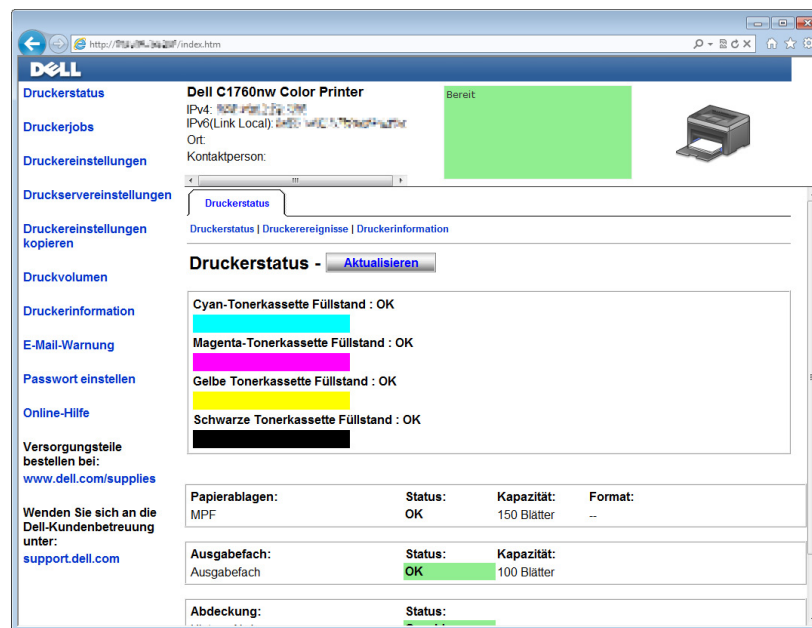 http:// /index.htm
DELL
Druckerstatus
Druckerjobs
Druckereinstellungen
Druckservereinstellungen
Druckereinstellungen
kopieren
Druckvolumen
Druckerinformation
E-Mail-Warnung
Passwort einstellen
Online-Hilfe
Versorgungsteile
bestellen bei:
www.dell.com/supplies
Wenden Sie sich an die
Dell-Kundenbetreuung
unter:
support.dell.com
Dell C1760nw Color Printer
IPv4:
IPv6(Link Local):
Ort:
Kontaktperson:
Bereit
Druckerstatus
Druckerstatus | Druckerereignisse | Druckerinformation
Druckerstatus - Aktualisieren
Cyan-Tonerkassette Füllstand : OK
Magenta-Tonerkassette Füllstand : OK
Gelbe Tonerkassette Füllstand : OK
Schwarze Tonerkassette Füllstand : OK
Papierablagen: Status: Kapazität: Format:
MPF OK 150 Blätter --
Ausgabefach: Status: Kapazität:
Ausgabefach OK 100 Blätter
Abdeckung: Status: